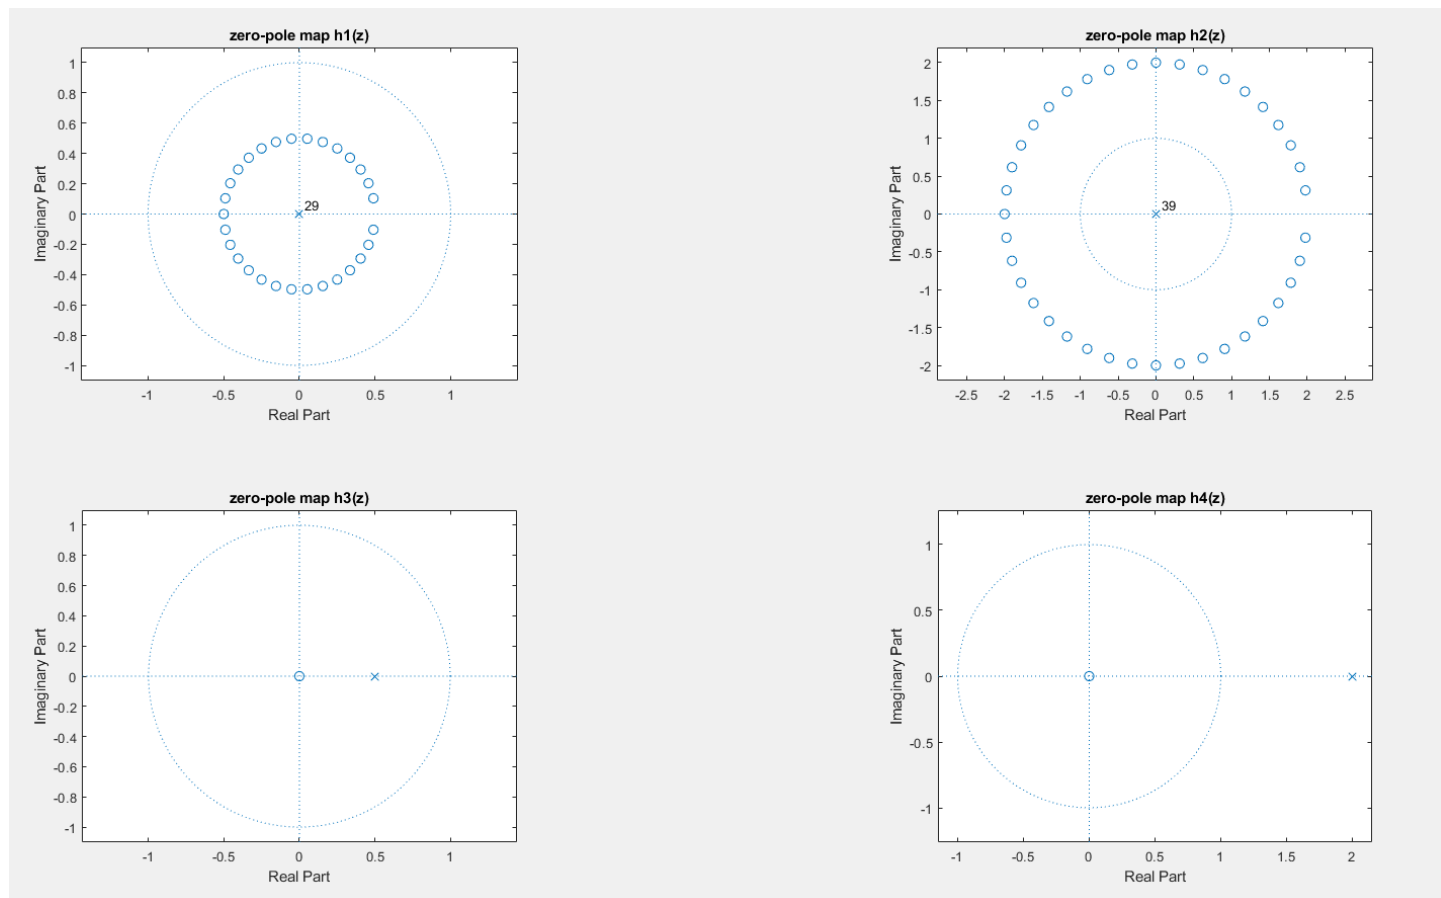 zero-pole map h1(z)
1
0.8
0.6
0.4
0.2
0
-0.2
-0.4
-0.6
-0.8
-1
Imaginary Part
29
-1 -0.5 0 0.5 1
Real Part
zero-pole map h2(z)
2
1.5
1
0.5
0
-0.5
-1
-1.5
-2
Imaginary Part
39
-2.5 -2 -1.5 -1 -0.5 0 0.5 1 1.5 2 2.5
Real Part
zero-pole map h3(z)
1
0.8
0.6
0.4
0.2
0
-0.2
-0.4
-0.6
-0.8
-1
Imaginary Part
-1 -0.5 0 0.5 1
Real Part
zero-pole map h4(z)
1
0.5
0
-0.5
-1
Imaginary Part
-1 -0.5 0 0.5 1 1.5 2
Real Part